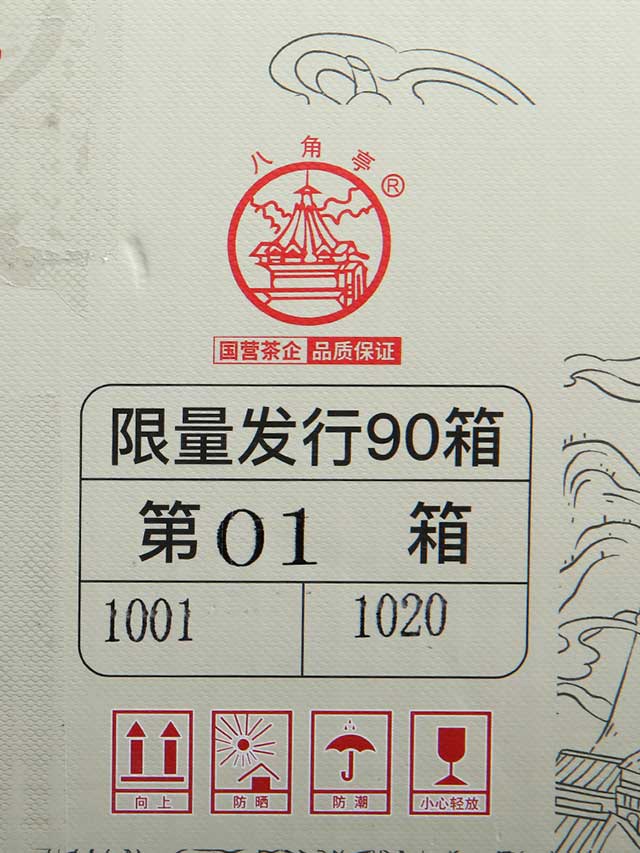 八角亭®
国营茶企 品质保证
限量发行90箱
第01 箱
1001 1020
向上 防晒 防潮 小心轻放